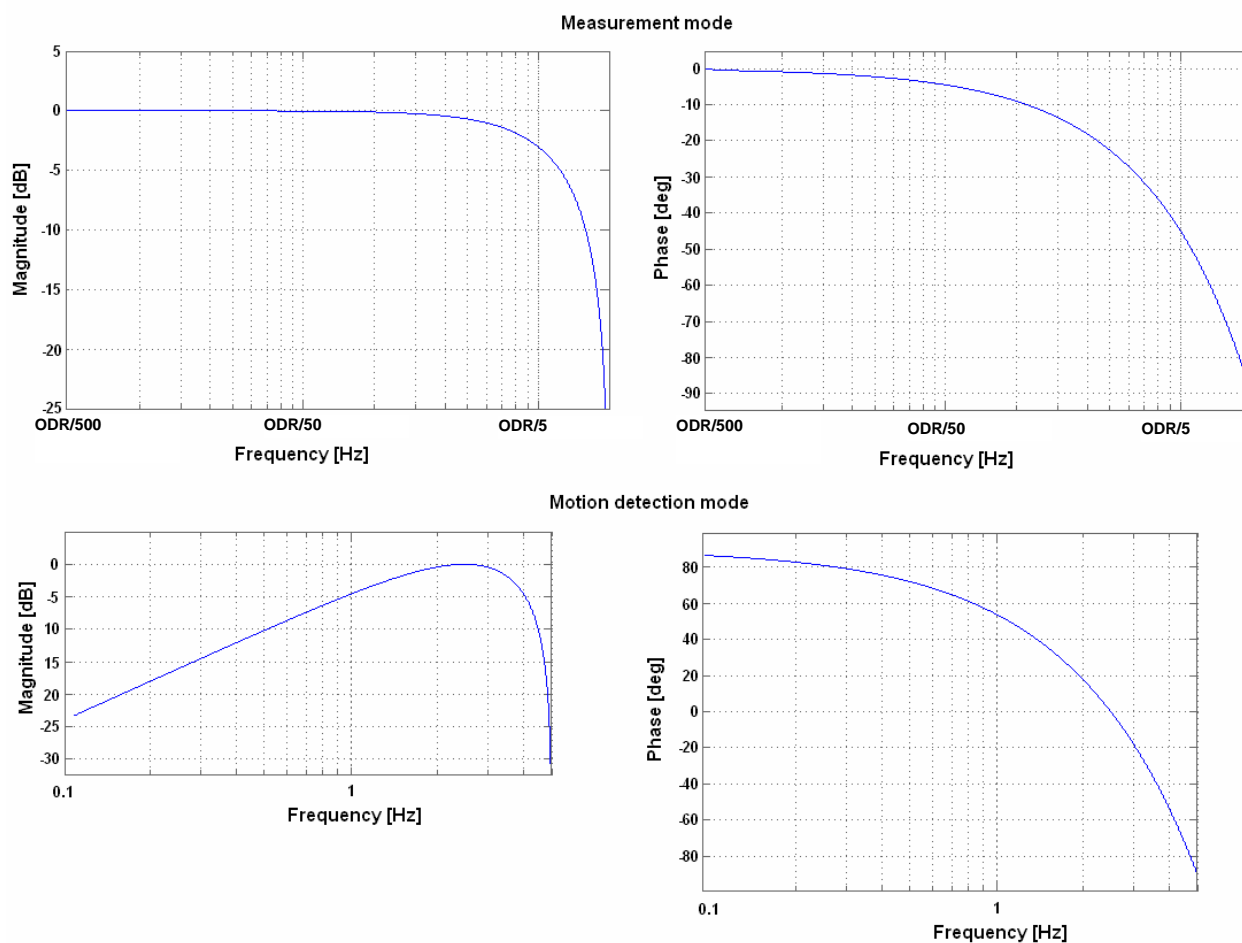 Measurement mode
5
0
-5
-10
-15
-20
-25
Magnitude [dB]
ODR/500 ODR/50 ODR/5
Frequency [Hz]
0
-10
-20
-30
-40
-50
-60
-70
-80
-90
Phase [deg]
ODR/500 ODR/50 ODR/5
Frequency [Hz]
Motion detection mode
0
-5
10
15
20
-25
-30
Magnitude [dB]
0.1 1
Frequency [Hz]
80
60
40
20
0
-20
-40
-60
-80
Phase [deg]
0.1 1
Frequency [Hz]